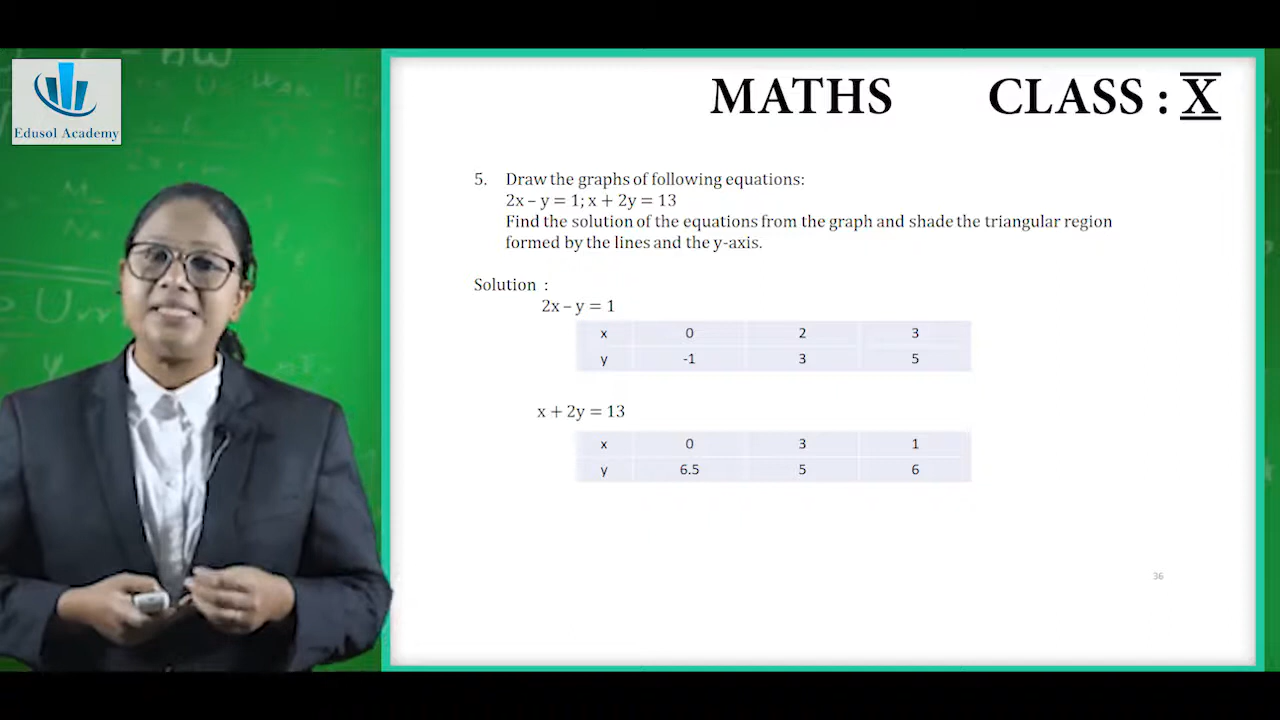 Edusol Academy
MATHS CLASS : X
5. Draw the graphs of following equations:
2x – y = 1; x + 2y = 13
Find the solution of the equations from the graph and shade the triangular region
formed by the lines and the y-axis.
Solution :
2x – y = 1
x 0 2 3
y -1 3 5
x + 2y = 13
x 0 3 1
y 6.5 5 6
36